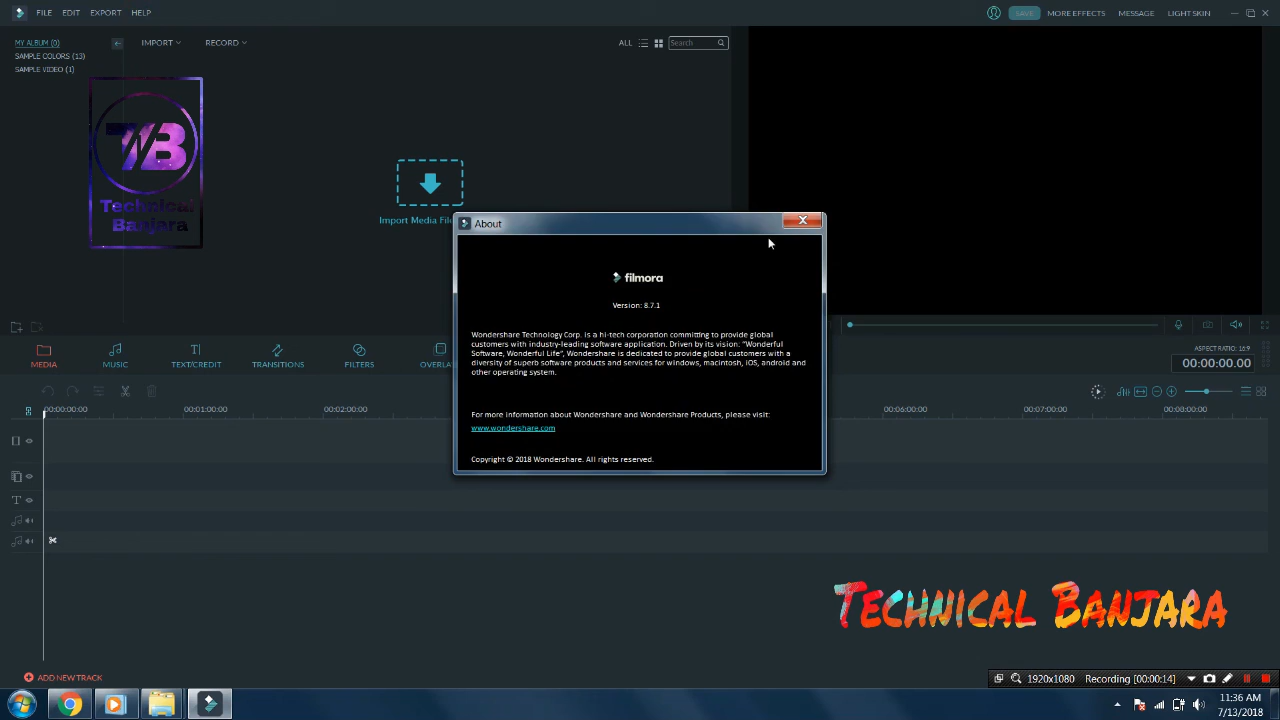 FILE EDIT EXPORT HELP
SAVE MORE EFFECTS MESSAGE LIGHT SKIN
MY ALBUM (0)
SAMPLE COLORS (13)
SAMPLE VIDEO (1)
IMPORT RECORD
ALL Search
TWB
Technical
Banjara
Import Media
About
filmora
Version: 8.7.1
Wondershare Technology Corp. is a hi-tech corporation committing to provide global
customers with industry-leading software application. Driven by its vision: "Wonderful
Software, Wonderful Life", Wondershare is dedicated to provide global customers with a
diversity of superb software products and services for windows, macintosh, iOS, android and
other operating system.
For more information about Wondershare and Wondershare Products, please visit:
www.wondershare.com
Copyright © 2018 Wondershare. All rights reserved.
MEDIA MUSIC TEXT/CREDIT TRANSITIONS FILTERS OVERLA
ASPECT RATIO: 16:9
00:00:00.00
00:00:00:00 00:01:00:00 00:02:00:00 00:06:00:00 00:07:00:00 00:08:00:00
TECHNICAL BANJARA
ADD NEW TRACK
1920x1080 Recording [00:00:14]
11:36 AM
7/13/2018